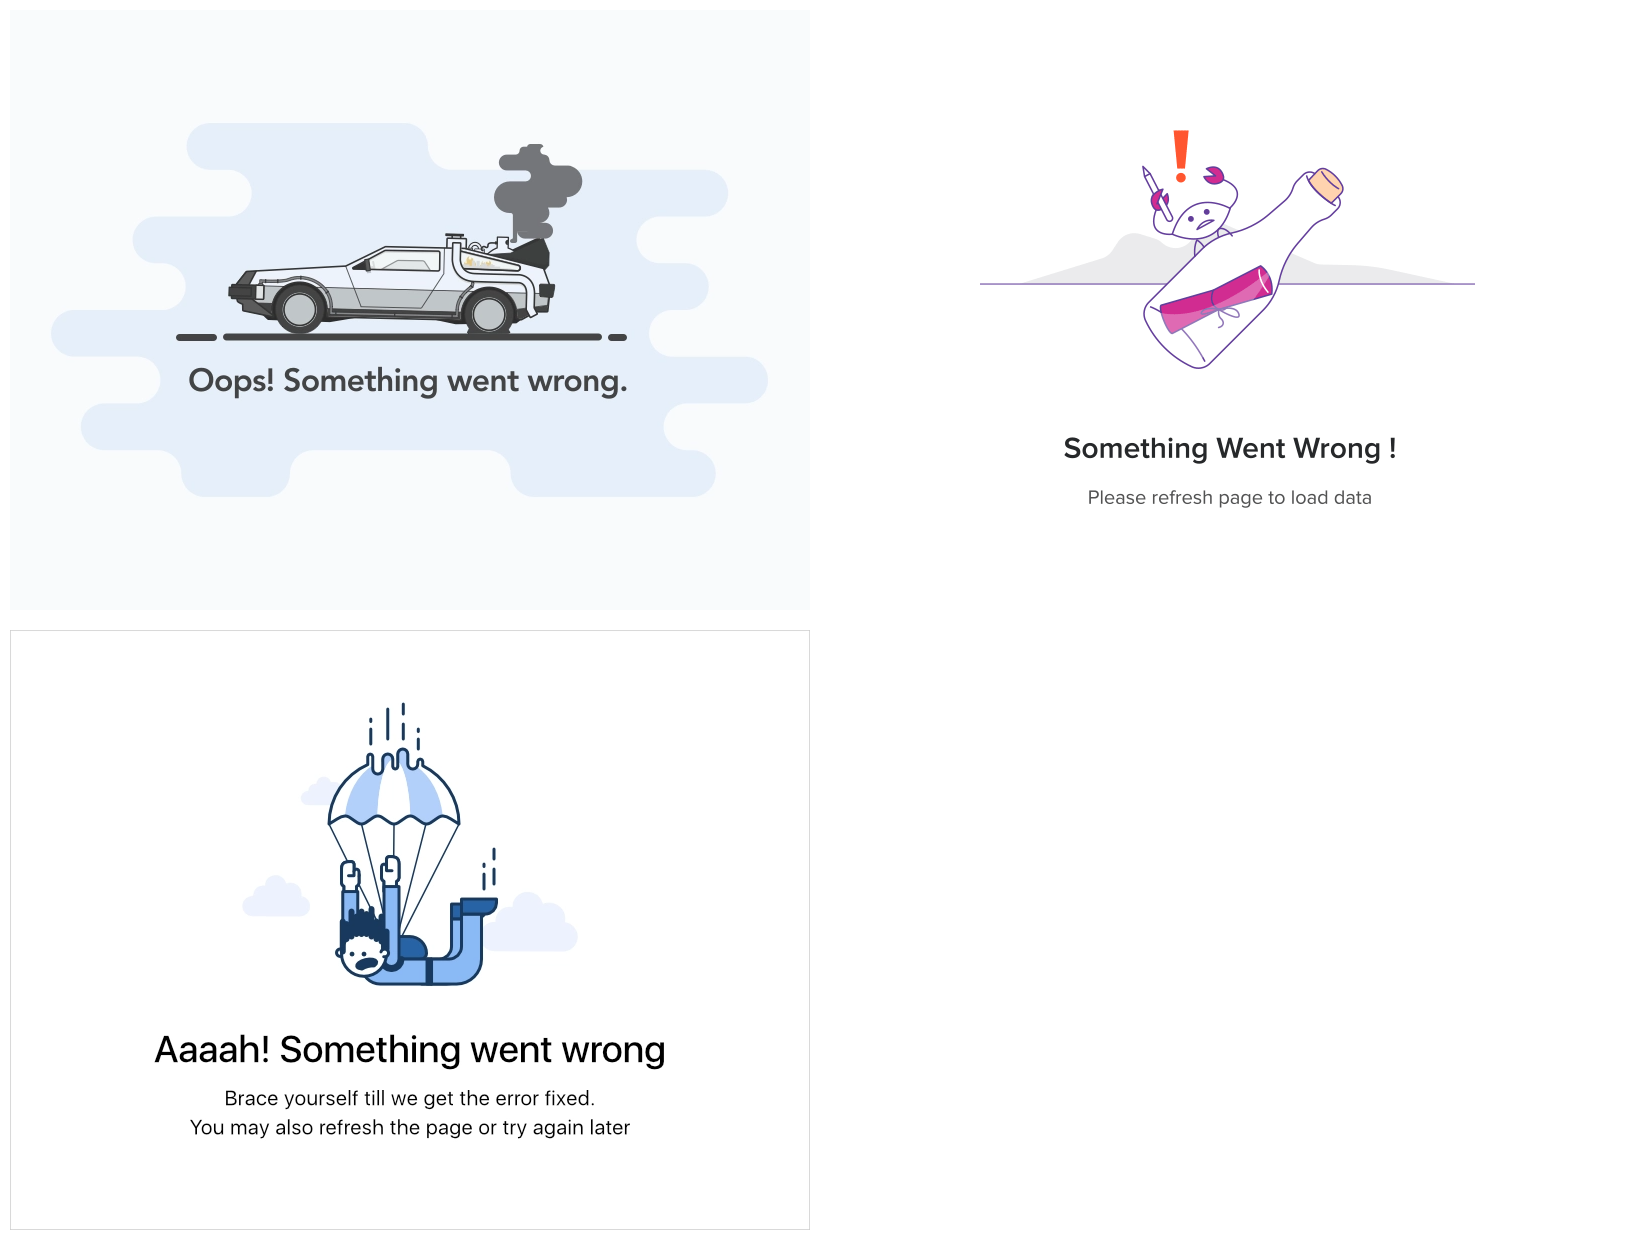 Oops! Something went wrong.
Something Went Wrong !
Please refresh page to load data
Aaaah! Something went wrong
Brace yourself till we get the error fixed.
You may also refresh the page or try again later